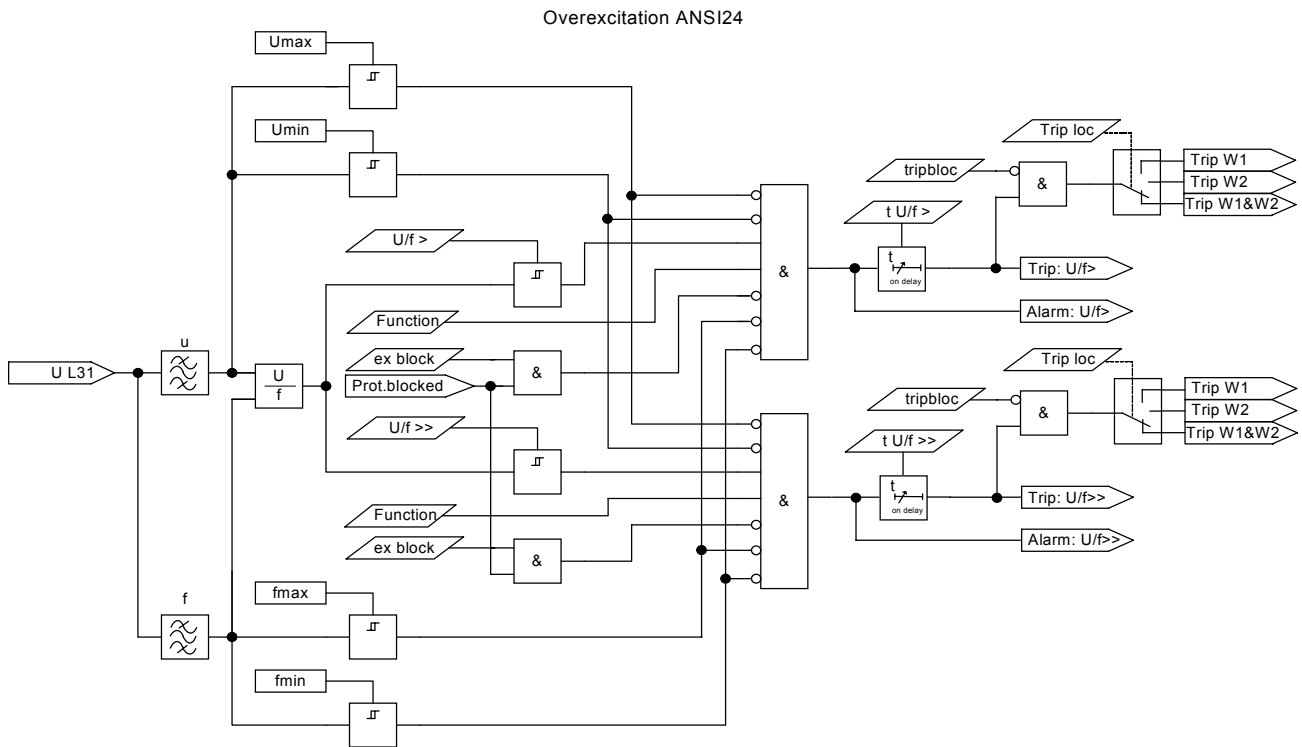 Overexcitation ANSI24
Umax
Umin
Trip loc
Trip W1
Trip W2
Trip W1&W2
tripbloc
&
t U/f >
U/f >
t
on delay
Trip: U/f>
&
Function
Alarm: U/f>
u
ex block
&
U L31
U
f
Prot.blocked
Trip loc
Trip W1
Trip W2
Trip W1&W2
tripbloc
&
U/f >>
t U/f >>
t
on delay
Trip: U/f>>
&
Function
Alarm: U/f>>
ex block
&
f
fmax
fmin